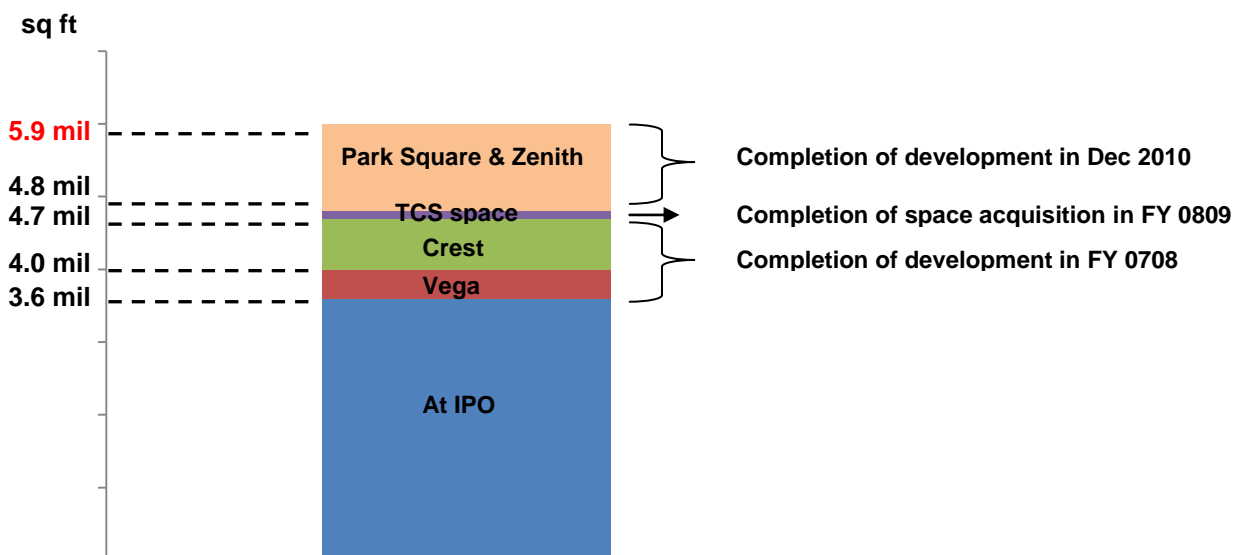 sq ft
5.9 mil
4.8 mil
4.7 mil
4.0 mil
3.6 mil
Park Square & Zenith
TCS space
Crest
Vega
At IPO
Completion of development in Dec 2010
Completion of space acquisition in FY 0809
Completion of development in FY 0708